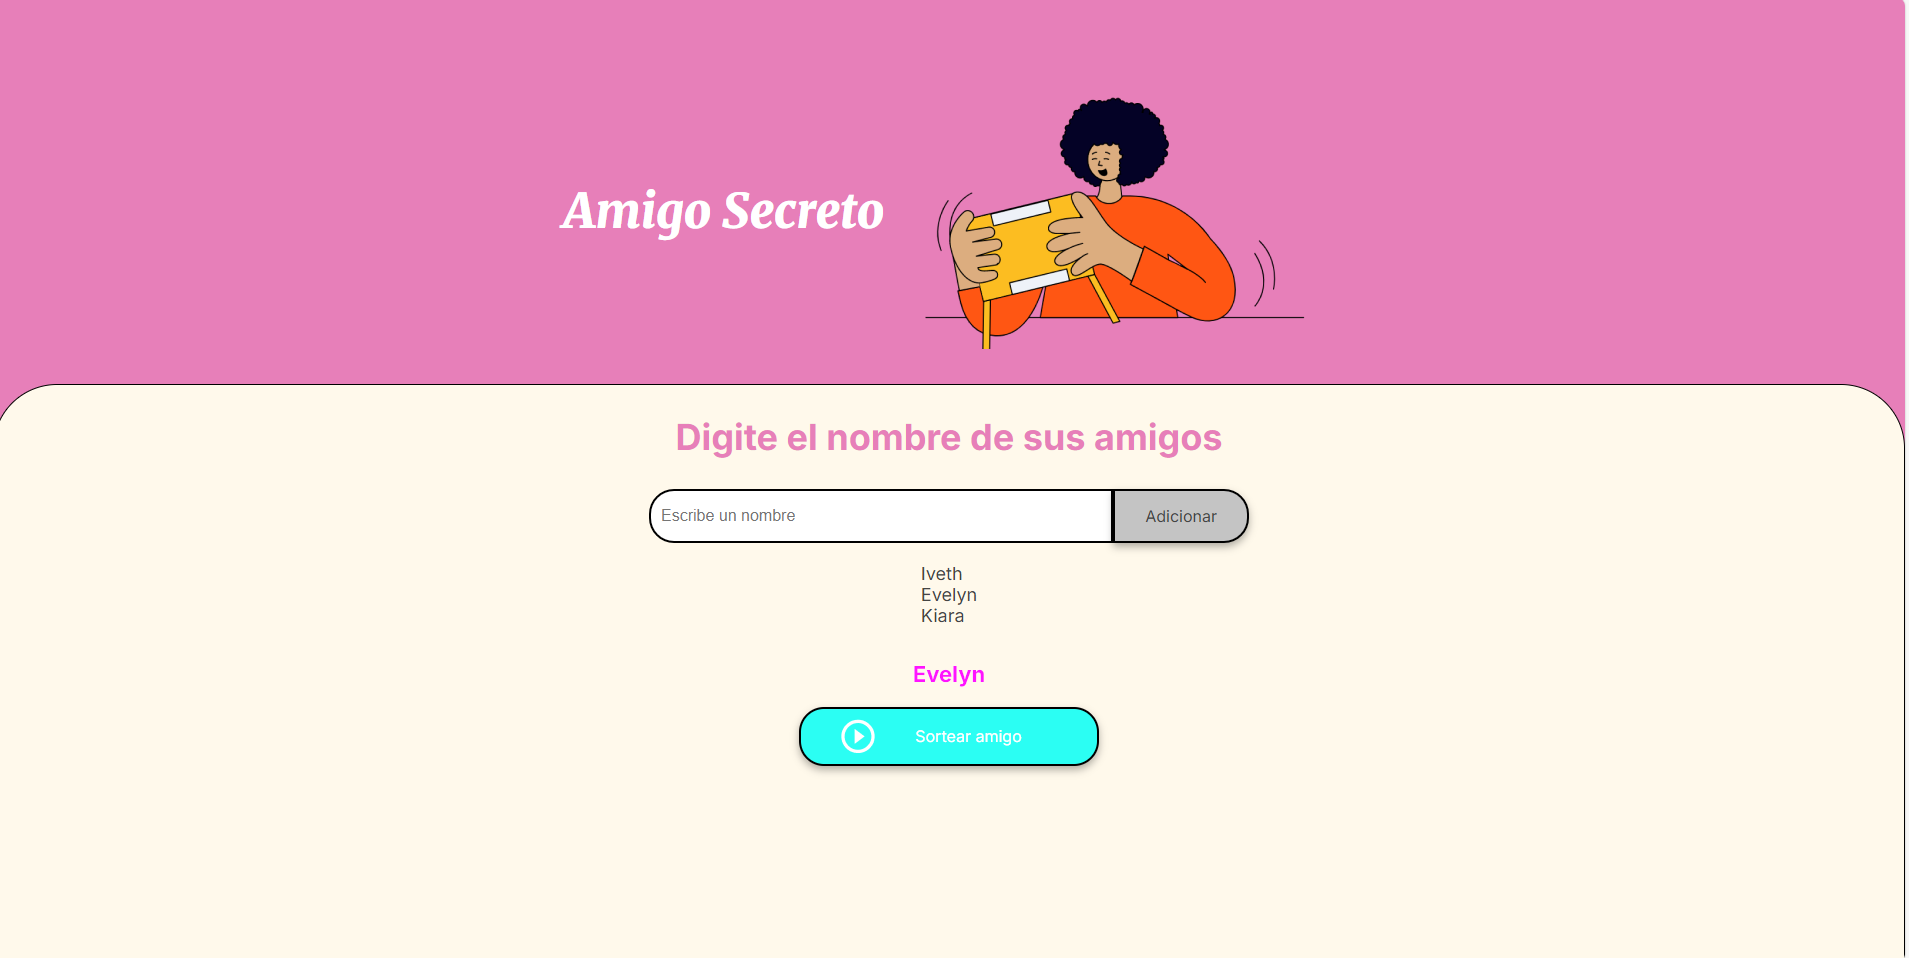 Amigo Secreto
Digite el nombre de sus amigos
Escribe un nombre
Adicionar
Iveth
Evelyn
Kiara
Evelyn
Sortear amigo